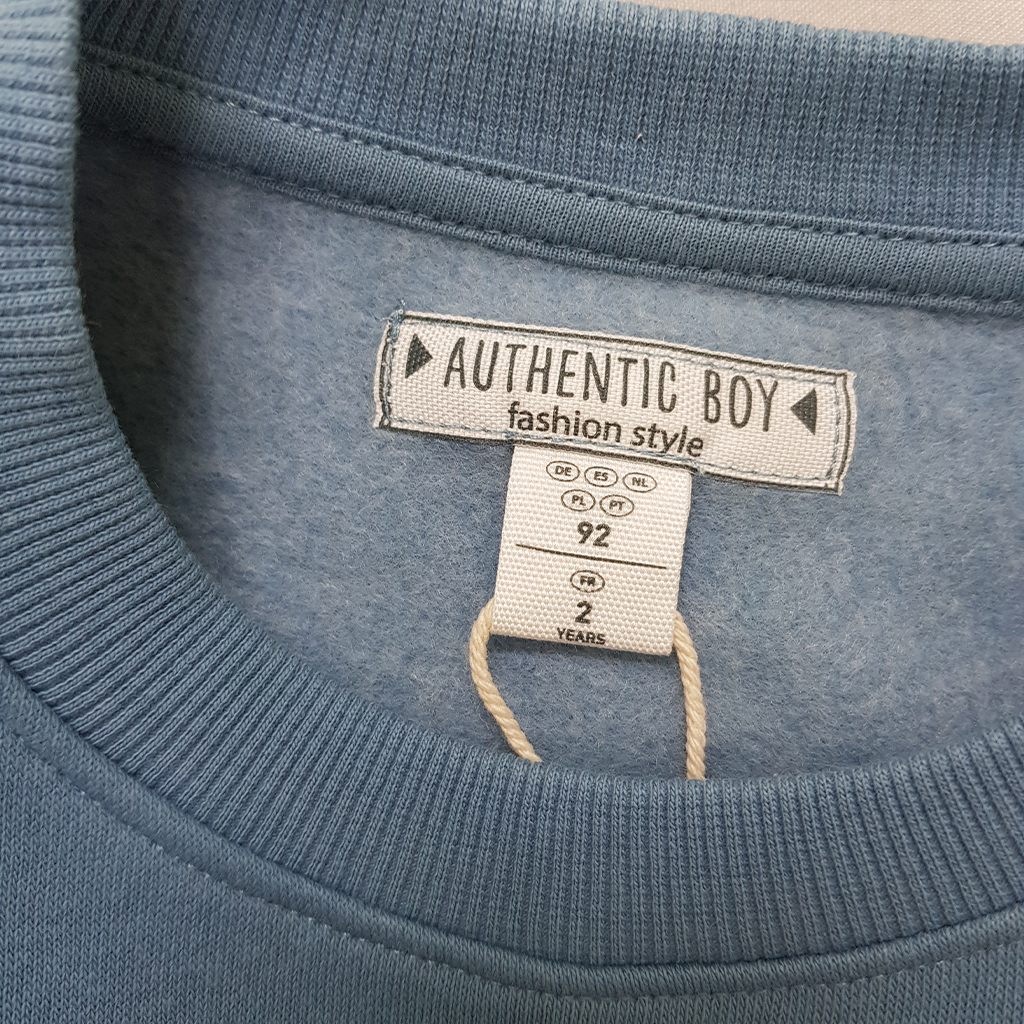 AUTHENTIC BOY
fashion style
DE ES NL
PL PT
92
FR
2
YEARS